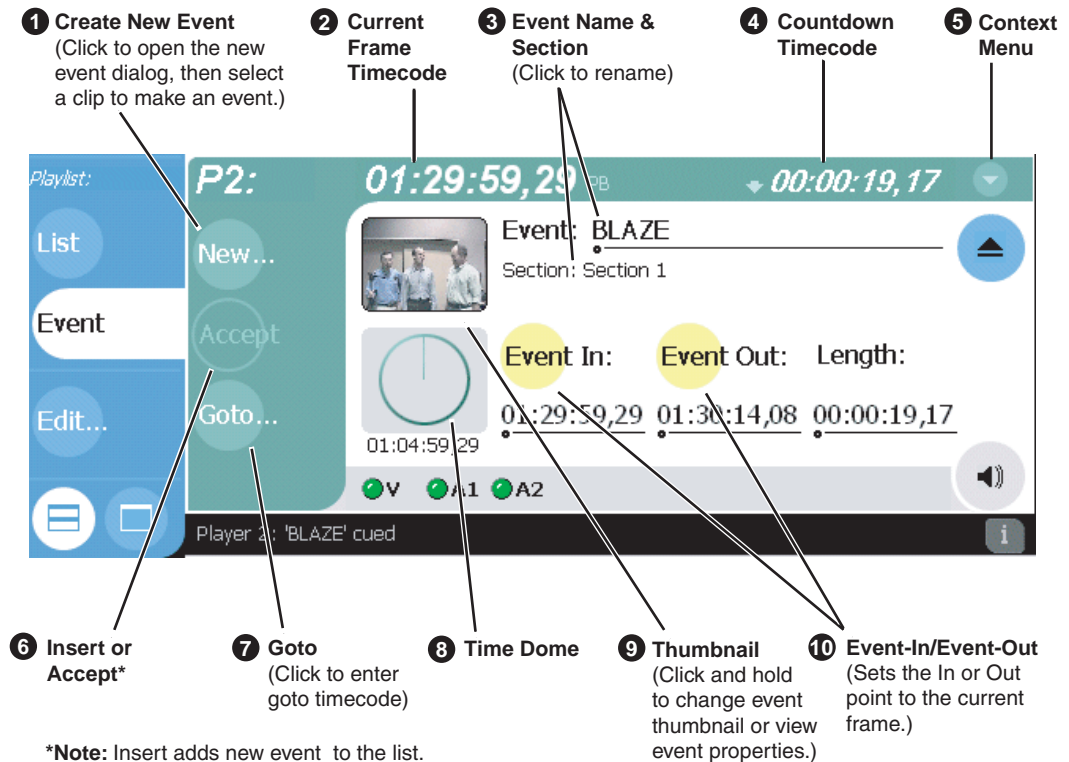 1 Create New Event
(Click to open the new
event dialog, then select
a clip to make an event.)
2 Current
Frame
Timecode
3 Event Name &
Section
(Click to rename)
4 Countdown
Timecode
5 Context
Menu
Playlist:
List
Event
Edit...
P2:
01:29:59,29 PB
00:00:19,17
New...
Accept
Goto...
Event: BLAZE
Section: Section 1
Event In:
Event Out:
Length:
01:29:59,29
01:30:14,08
00:00:19,17
01:04:59,29
V
A1
A2
Player 2: 'BLAZE' cued
i
6 Insert or
Accept*
7 Goto
(Click to enter
goto timecode)
8 Time Dome
9 Thumbnail
(Click and hold
to change event
thumbnail or view
event properties.)
10 Event-In/Event-Out
(Sets the In or Out
point to the current
frame.)
*Note: Insert adds new event to the list.